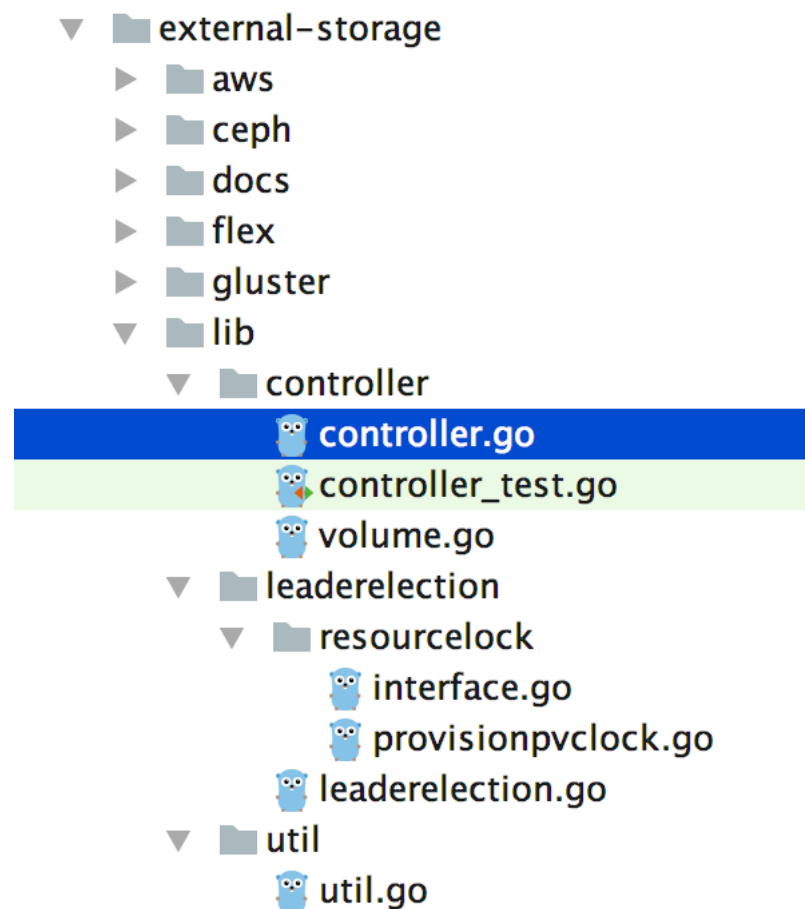 external-storage
aws
ceph
docs
flex
gluster
lib
controller
controller.go
controller_test.go
volume.go
leaderelection
resourcelock
interface.go
provisionpvclock.go
leaderelection.go
util
util.go